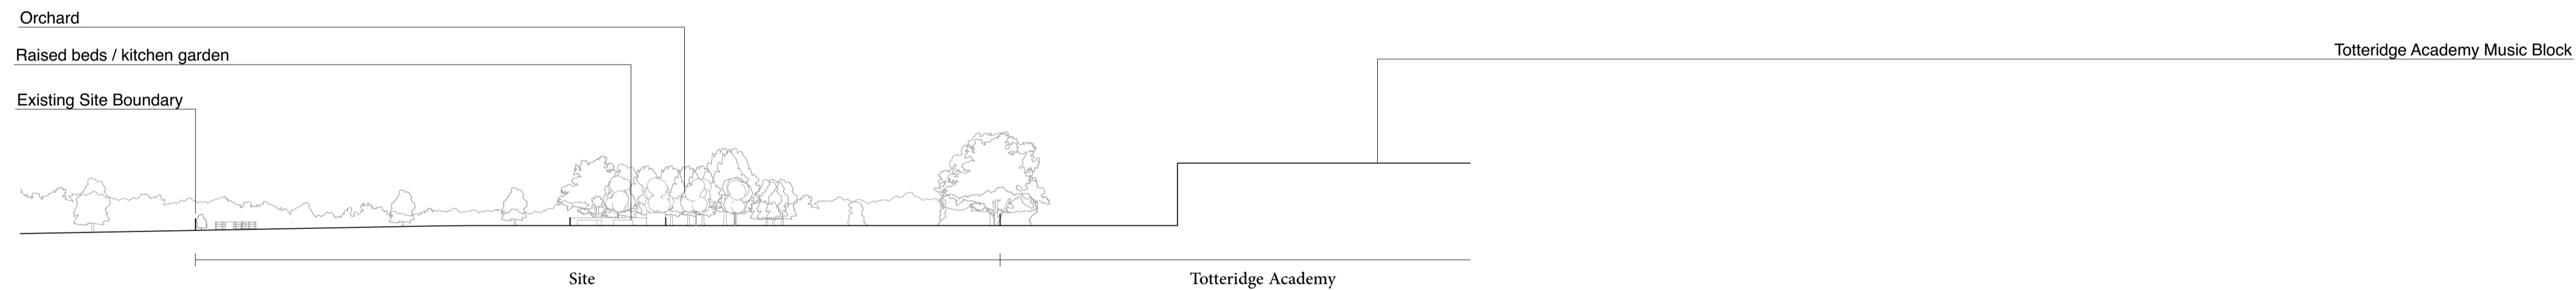 Orchard
Raised beds / kitchen garden
Totteridge Academy Music Block
Existing Site Boundary
Site
Totteridge Academy